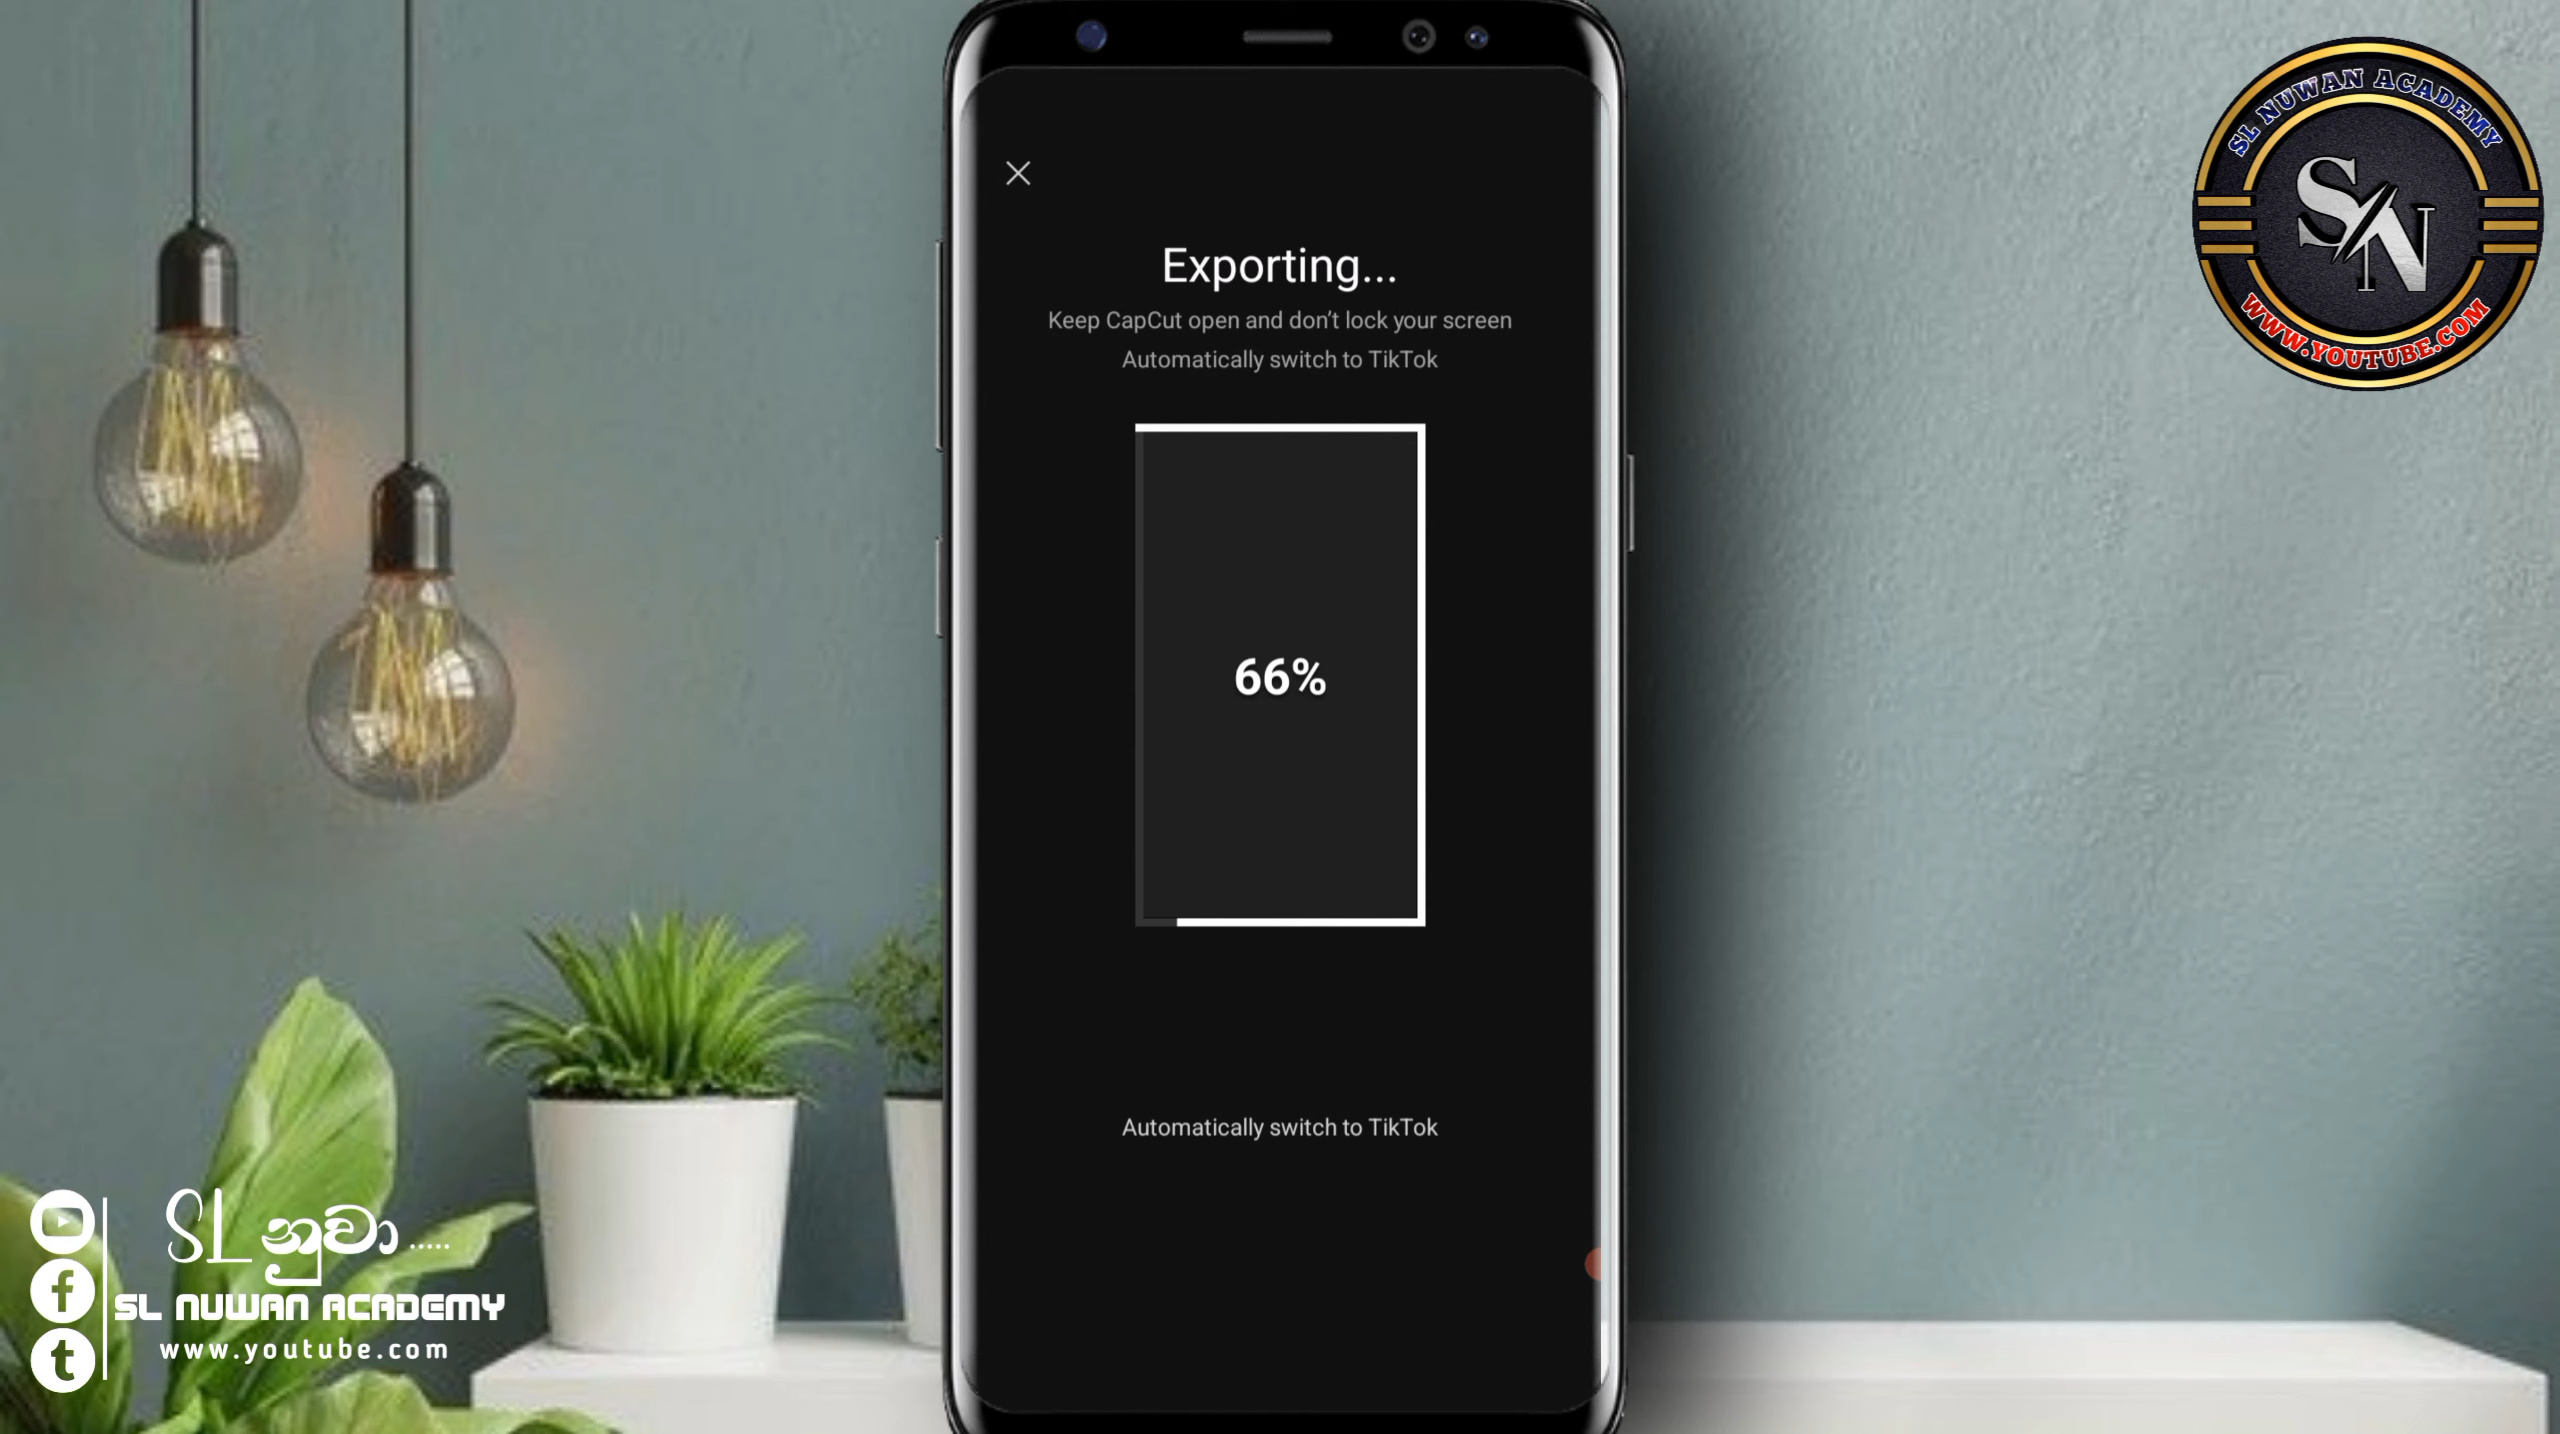 SL NUWAN ACADEMY
SN
WWW.YOUTUBE.COM
Exporting...
Keep CapCut open and don't lock your screen
Automatically switch to TikTok
66%
Automatically switch to TikTok
SL නුවා .....
SL NUWAN ACADEMY
www.youtube.com